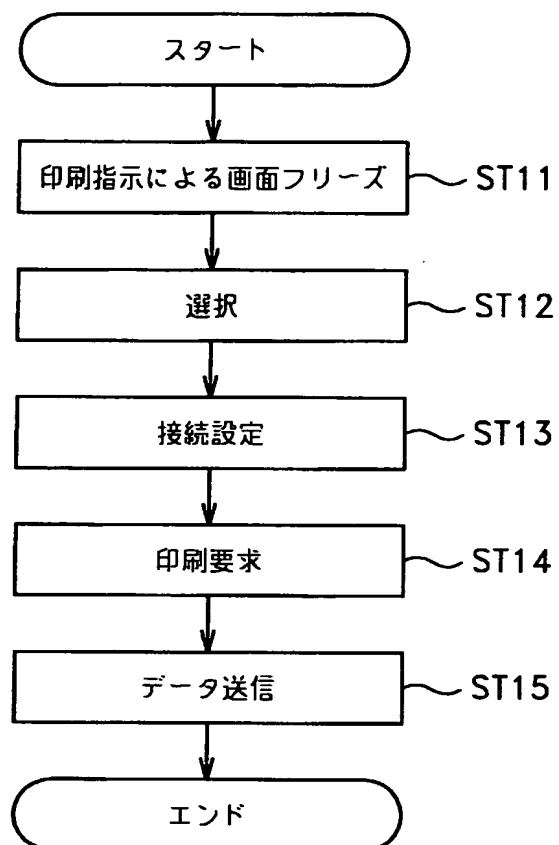 スタート
印刷指示による画面フリーズ ST11
選択 ST12
接続設定 ST13
印刷要求 ST14
データ送信 ST15
エンド